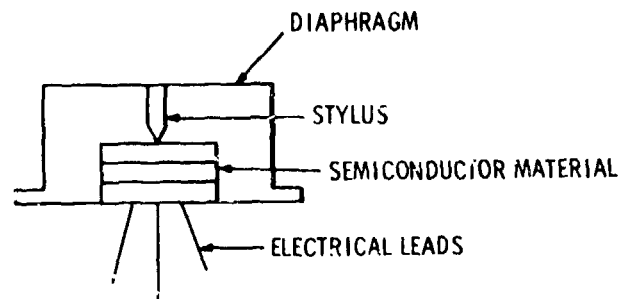 DIAPHRAGM
STYLUS
SEMICONDUCTOR MATERIAL
ELECTRICAL LEADS